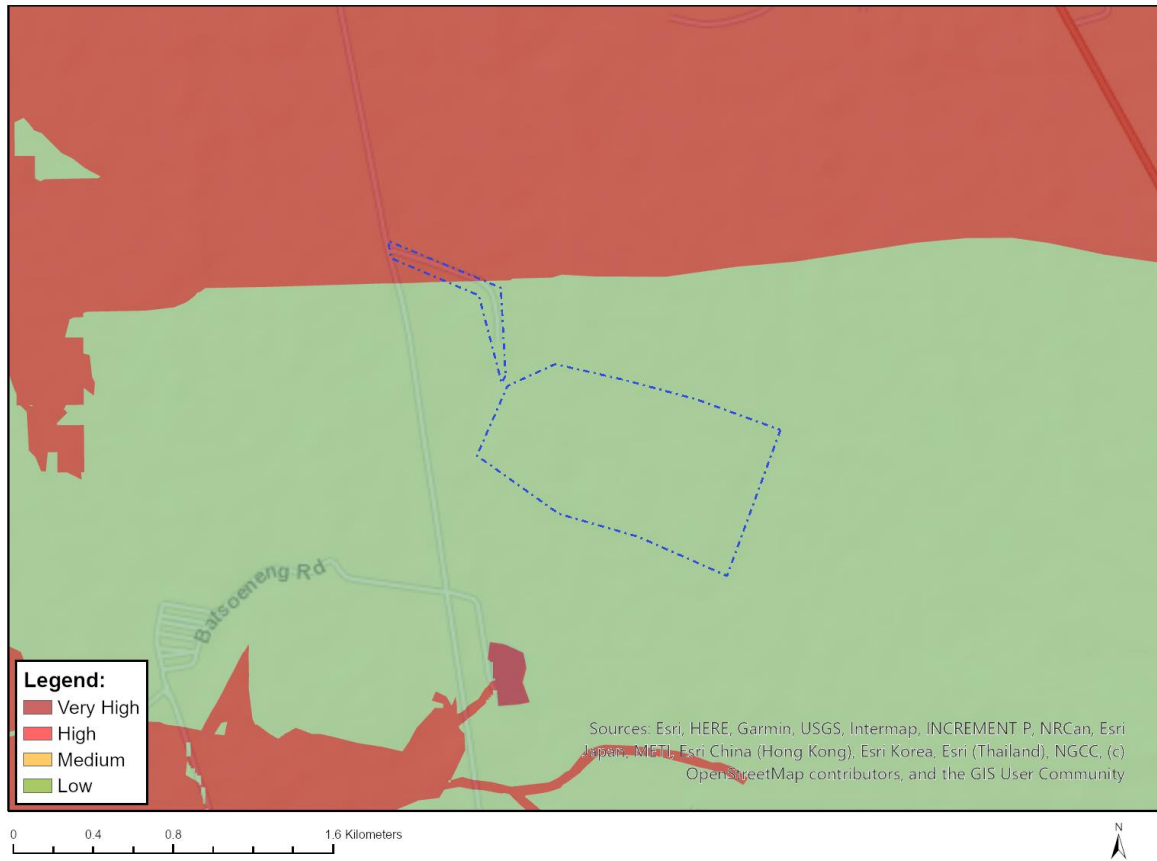 Batsoeneng Rd
Legend:
Very High
High
Medium
Low
Sources: Esri, HERE, Garmin, USGS, Intermap, INCREMENT P, NRCan, Esri
Japan, METI, Esri China (Hong Kong), Esri Korea, Esri (Thailand), NGCC, (c)
OpenStreetMap contributors, and the GIS User Community
0 0.4 0.8 1.6 Kilometers
N